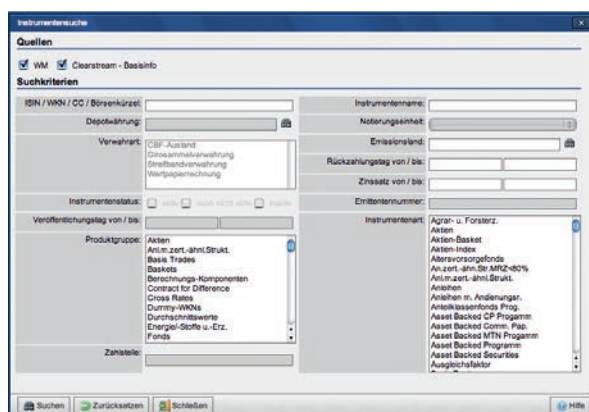 Instrumentensuche
Quellen
WM Clearstream - Basisinfo
Suchkriterien
ISIN / WKN / CC / Börsenkürzel:
Depotwährung:
Verwahrart:
CBF-Ausland
Girosammelverwahrung
Streifbandverwahrung
Wertpapierrechnung
Instrumentenstatus:
Veröffentlichungstag von / bis:
Produktgruppe:
Aktien
Anl.m.zert.-ähnl.Strukt.
Basis Trades
Baskets
Berechnungs-Komponenten
Contract for Difference
Cross Rates
Dummy-WKNs
Durchschnittswerte
Energie/-Stoffe u.-Erz.
Fonds
Zahlstelle:
Instrumentenname:
Notierungseinheit:
Emissionsland:
Rückzahlungstag von / bis:
Zinssatz von / bis:
Emittentennummer:
Instrumentenart:
Agrar- u. Forsterz.
Aktien
Aktien-Basket
Aktien-Index
Altersvorsorgefonds
An.zert.-ähn.Str.MRZ<80%
Anl.m.zert.-ähnl.Strukt.
Anleihen
Anleihen m. Änderungsr.
Anteilklassenfonds Prog.
Asset Backed CP Progamm
Asset Backed Comm. Pap.
Asset Backed MTN Progamm
Asset Backed Programm
Asset Backed Securities
Ausgleichsfaktor
Suchen Zurücksetzen Schließen Hilfe